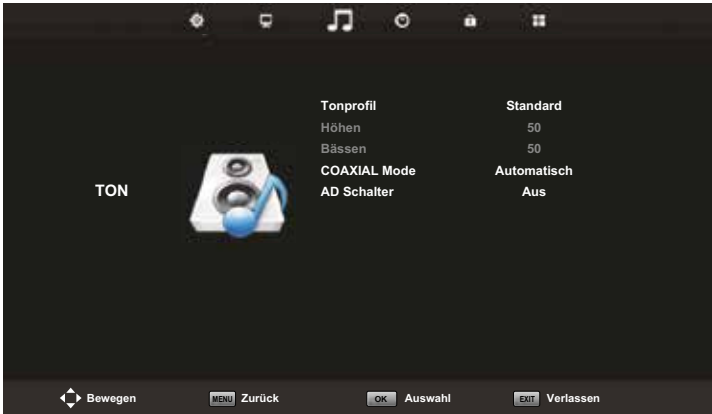 Tonprofil Standard
Höhen 50
Bässen 50
COAXIAL Mode Automatisch
TON
AD Schalter Aus
Bewegen MENU Zurück OK Auswahl EXIT Verlassen